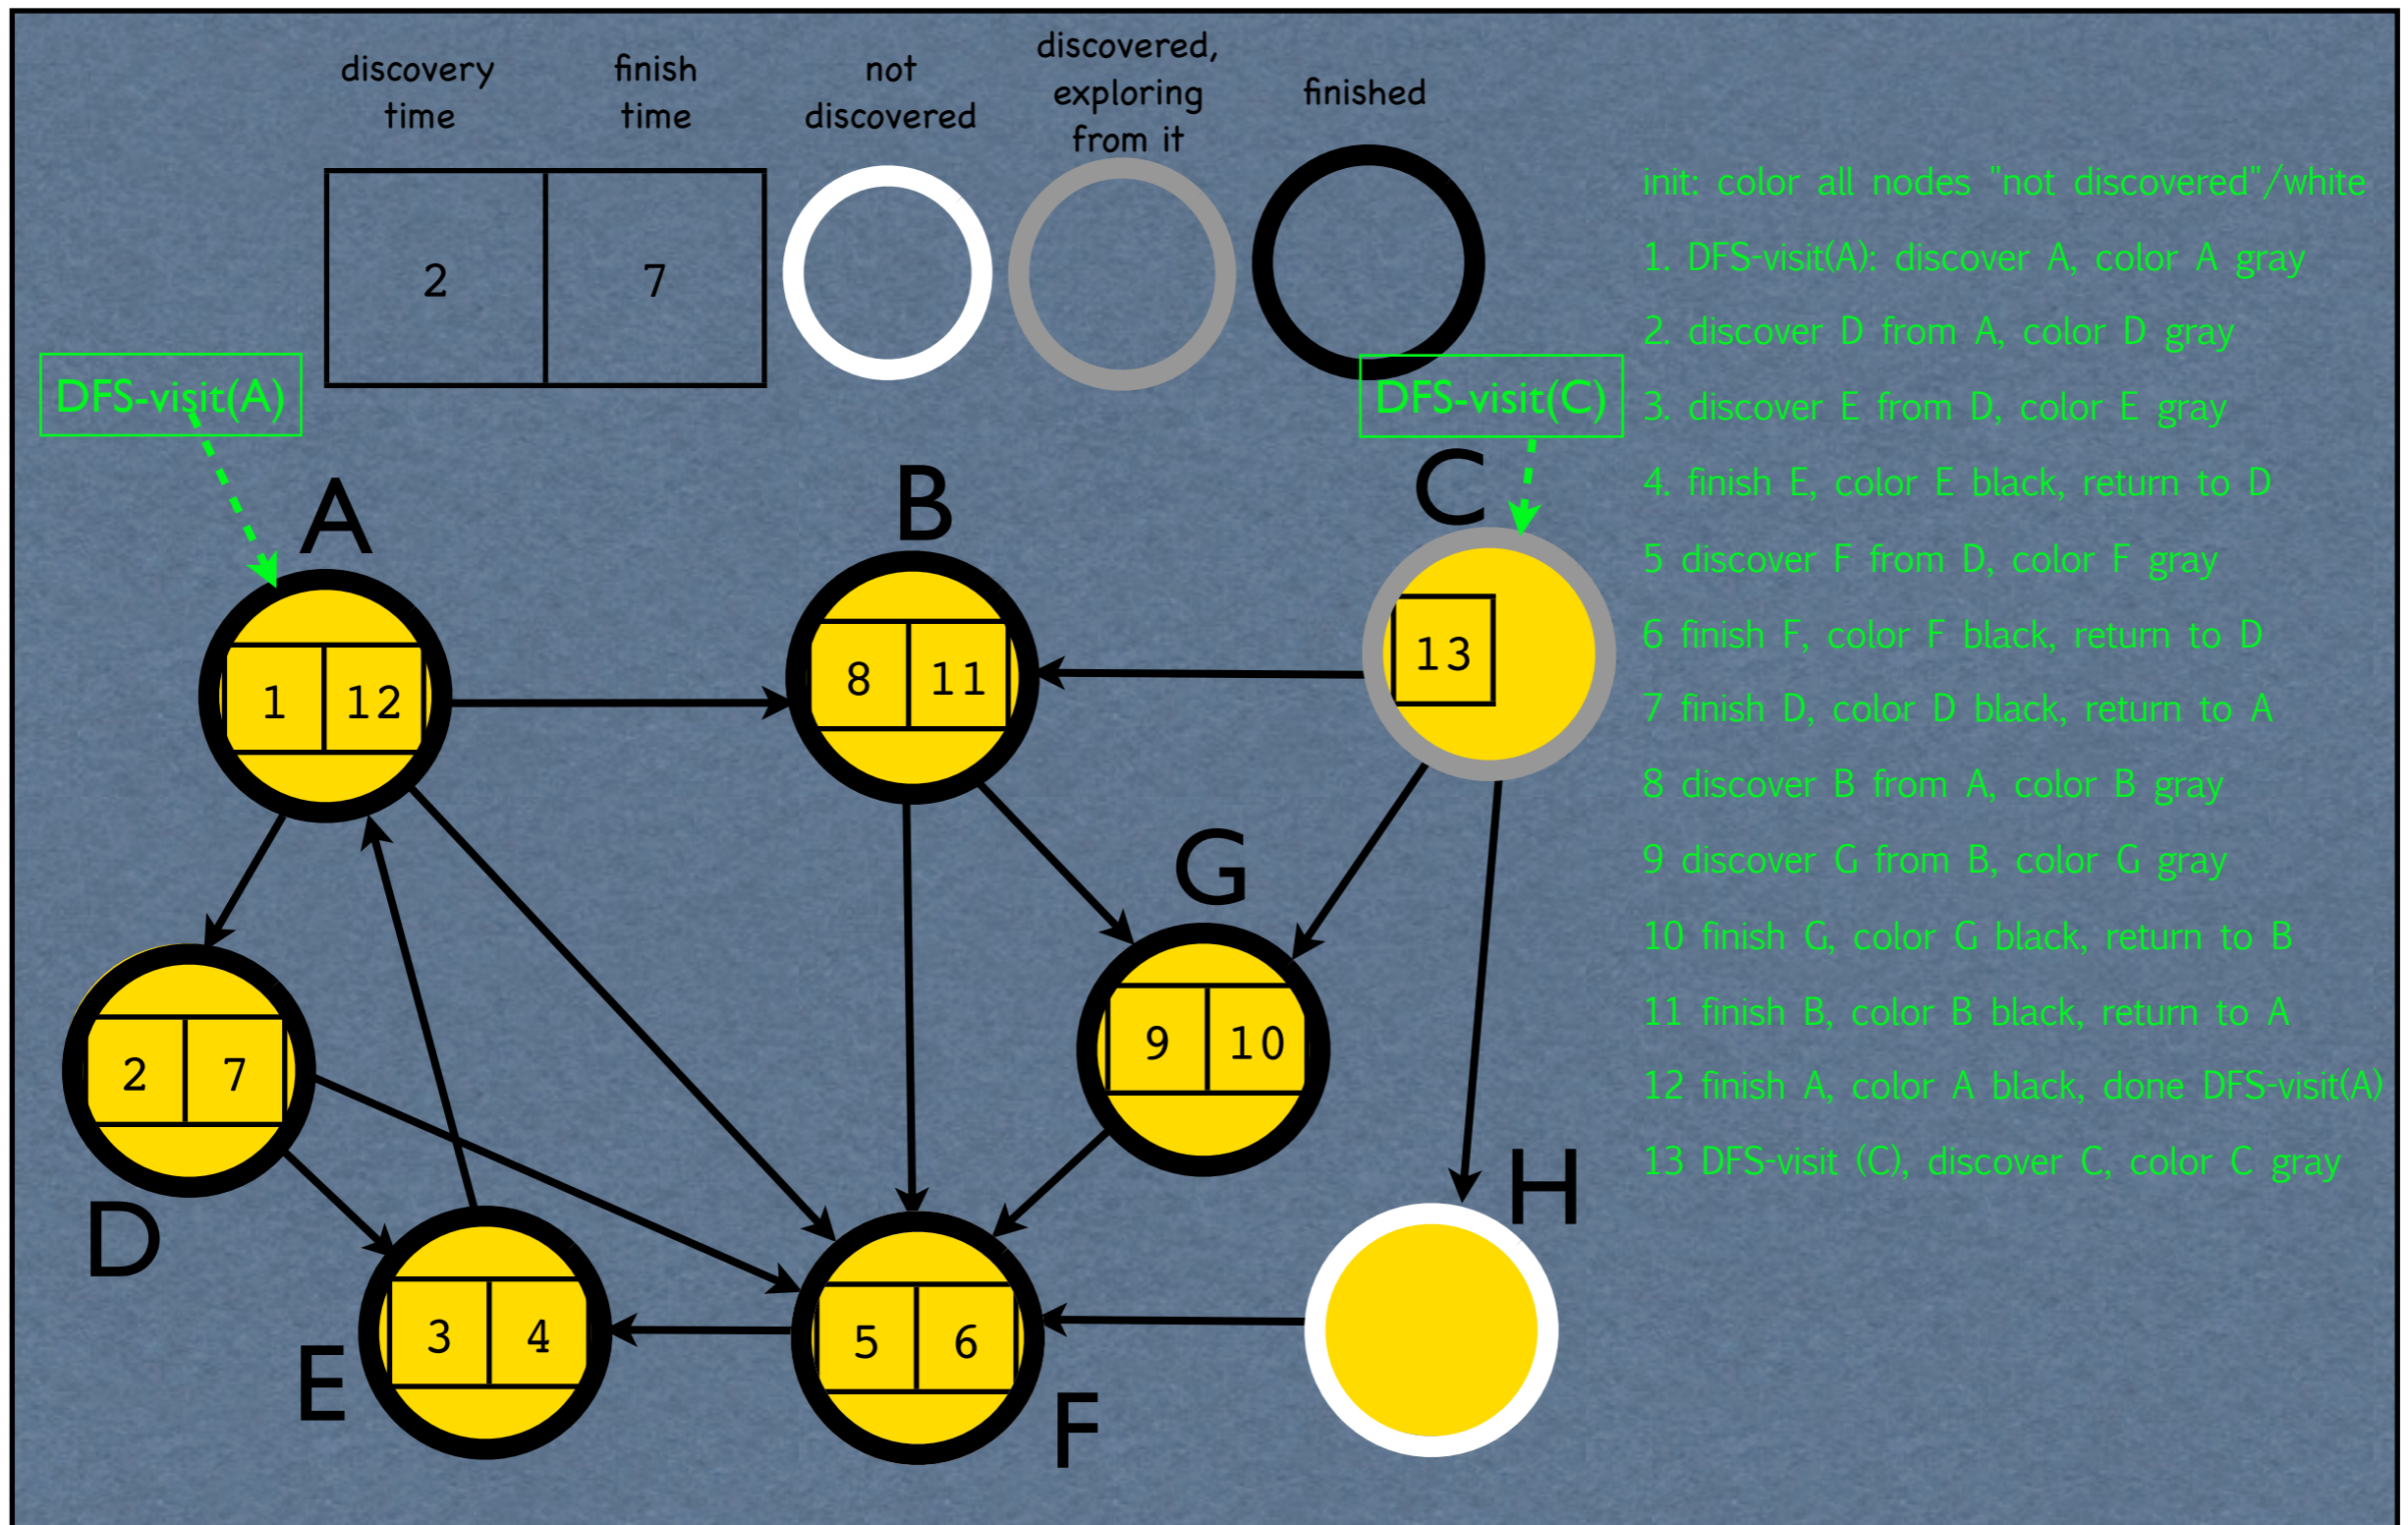 discovery
time
finish
time
not
discovered
discovered,
exploring
from it
finished
2 7
init: color all nodes "not discovered"/white
1. DFS-visit(A): discover A, color A gray
2. discover D from A, color D gray
3. discover E from D, color E gray
4. finish E, color E black, return to D
5 discover F from D, color F gray
6 finish F, color F black, return to D
7 finish D, color D black, return to A
8 discover B from A, color B gray
9 discover G from B, color G gray
10 finish G, color G black, return to B
11 finish B, color B black, return to A
12 finish A, color A black, done DFS-visit(A)
13 DFS-visit (C), discover C, color C gray
DFS-visit(A)
DFS-visit(C)
A
B
C
1 12
8 11
13
G
9 10
2 7
D
H
E
3 4
5 6
F